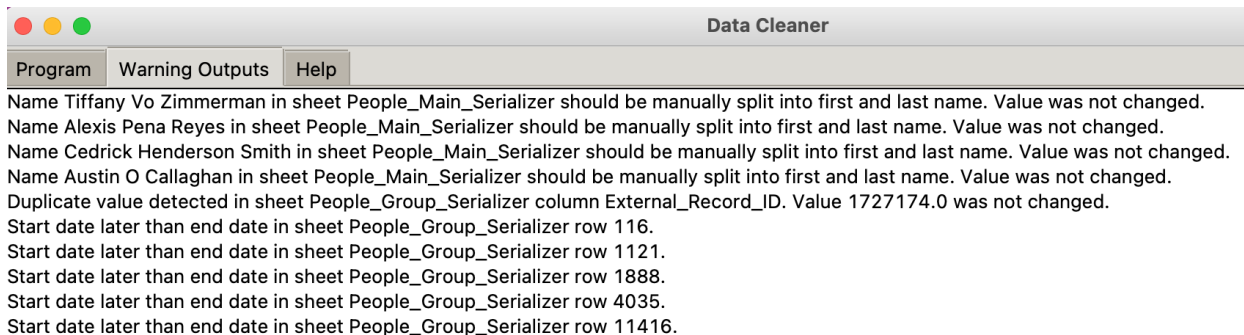 Data Cleaner
Program Warning Outputs Help
Name Tiffany Vo Zimmerman in sheet People_Main_Serializer should be manually split into first and last name. Value was not changed.
Name Alexis Pena Reyes in sheet People_Main_Serializer should be manually split into first and last name. Value was not changed.
Name Cedrick Henderson Smith in sheet People_Main_Serializer should be manually split into first and last name. Value was not changed.
Name Austin O Callaghan in sheet People_Main_Serializer should be manually split into first and last name. Value was not changed.
Duplicate value detected in sheet People_Group_Serializer column External_Record_ID. Value 1727174.0 was not changed.
Start date later than end date in sheet People_Group_Serializer row 116.
Start date later than end date in sheet People_Group_Serializer row 1121.
Start date later than end date in sheet People_Group_Serializer row 1888.
Start date later than end date in sheet People_Group_Serializer row 4035.
Start date later than end date in sheet People_Group_Serializer row 11416.